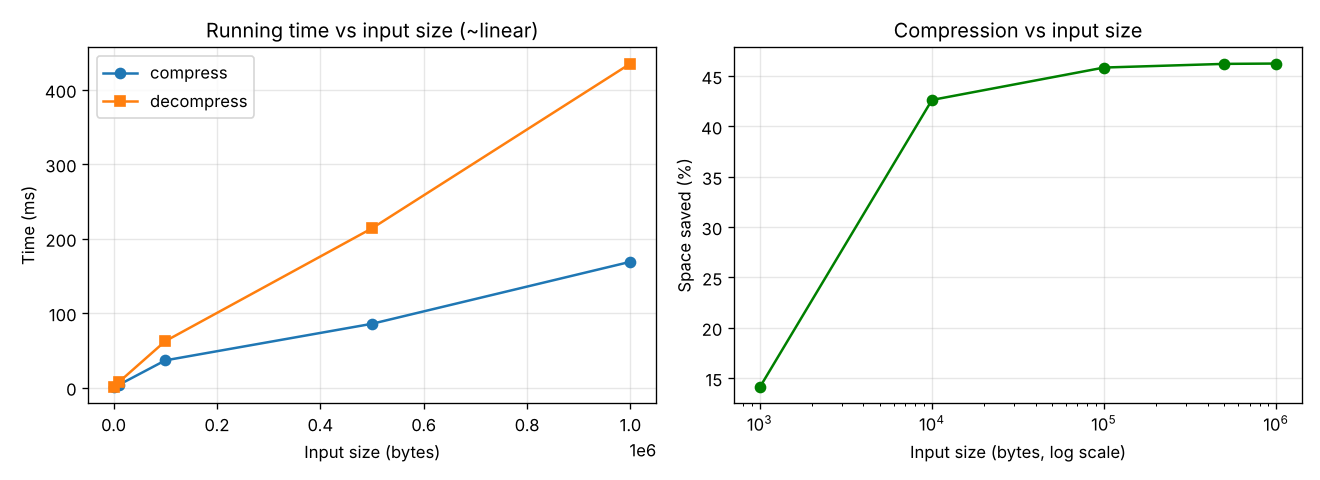 Running time vs input size (~linear)
compress
decompress
400
300
200
100
0
Time (ms)
0.0 0.2 0.4 0.6 0.8 1.0
1e6
Input size (bytes)
Compression vs input size
45
40
35
30
25
20
15
Space saved (%)
10³ 10⁴ 10⁵ 10⁶
Input size (bytes, log scale)